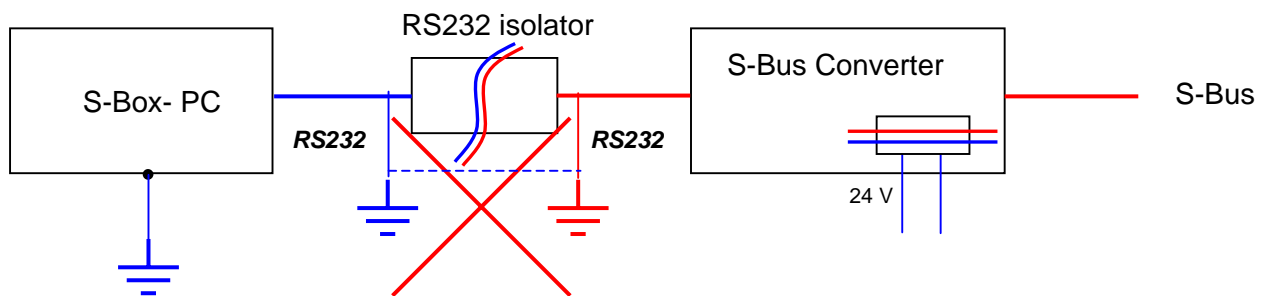 RS232 isolator
S-Box- PC
S-Bus Converter
S-Bus
RS232
RS232
24 V